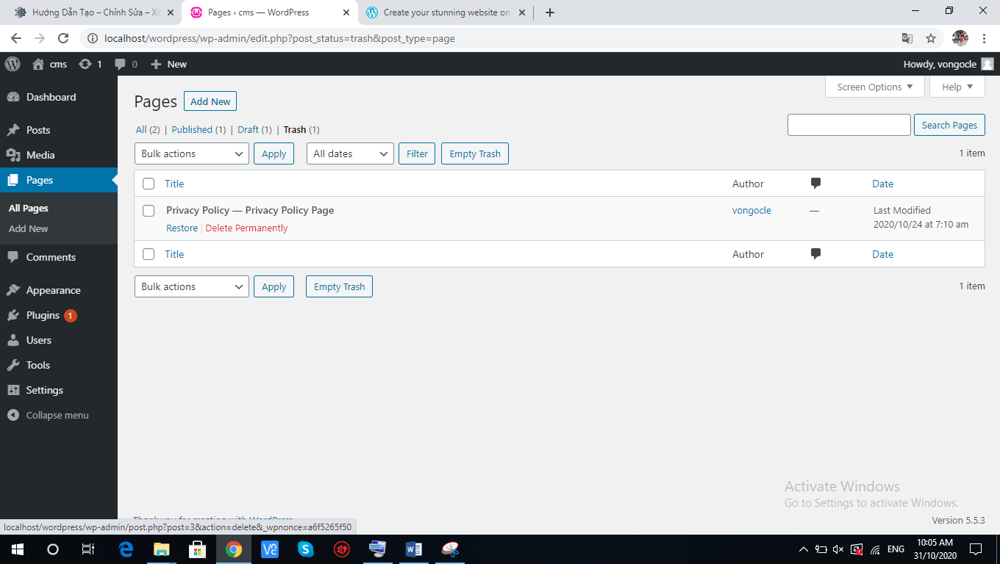 Hướng Dẫn Tạo – Chỉnh Sửa – Xó
Pages ‹ cms — WordPress
Create your stunning website on
localhost/wordpress/wp-admin/edit.php?post_status=trash&post_type=page
cms 1 0 New
Howdy, vongocle
Dashboard
Posts
Media
Pages
All Pages
Add New
Comments
Appearance
Plugins 1
Users
Tools
Settings
Collapse menu
Screen Options Help
Pages Add New
All (2) | Published (1) | Draft (1) | Trash (1)
Search Pages
Bulk actions Apply All dates Filter Empty Trash 1 item
Title Author Date
Privacy Policy — Privacy Policy Page vongocle — Last Modified
2020/10/24 at 7:10 am
Restore | Delete Permanently
Title Author Date
Bulk actions Apply Empty Trash 1 item
Activate Windows
Go to Settings to activate Windows.
Thank you for creating with WordPress.
Version 5.5.3
localhost/wordpress/wp-admin/post.php?post=3&action=delete&_wpnonce=a6f5265f50
ENG
10:05 AM
31/10/2020